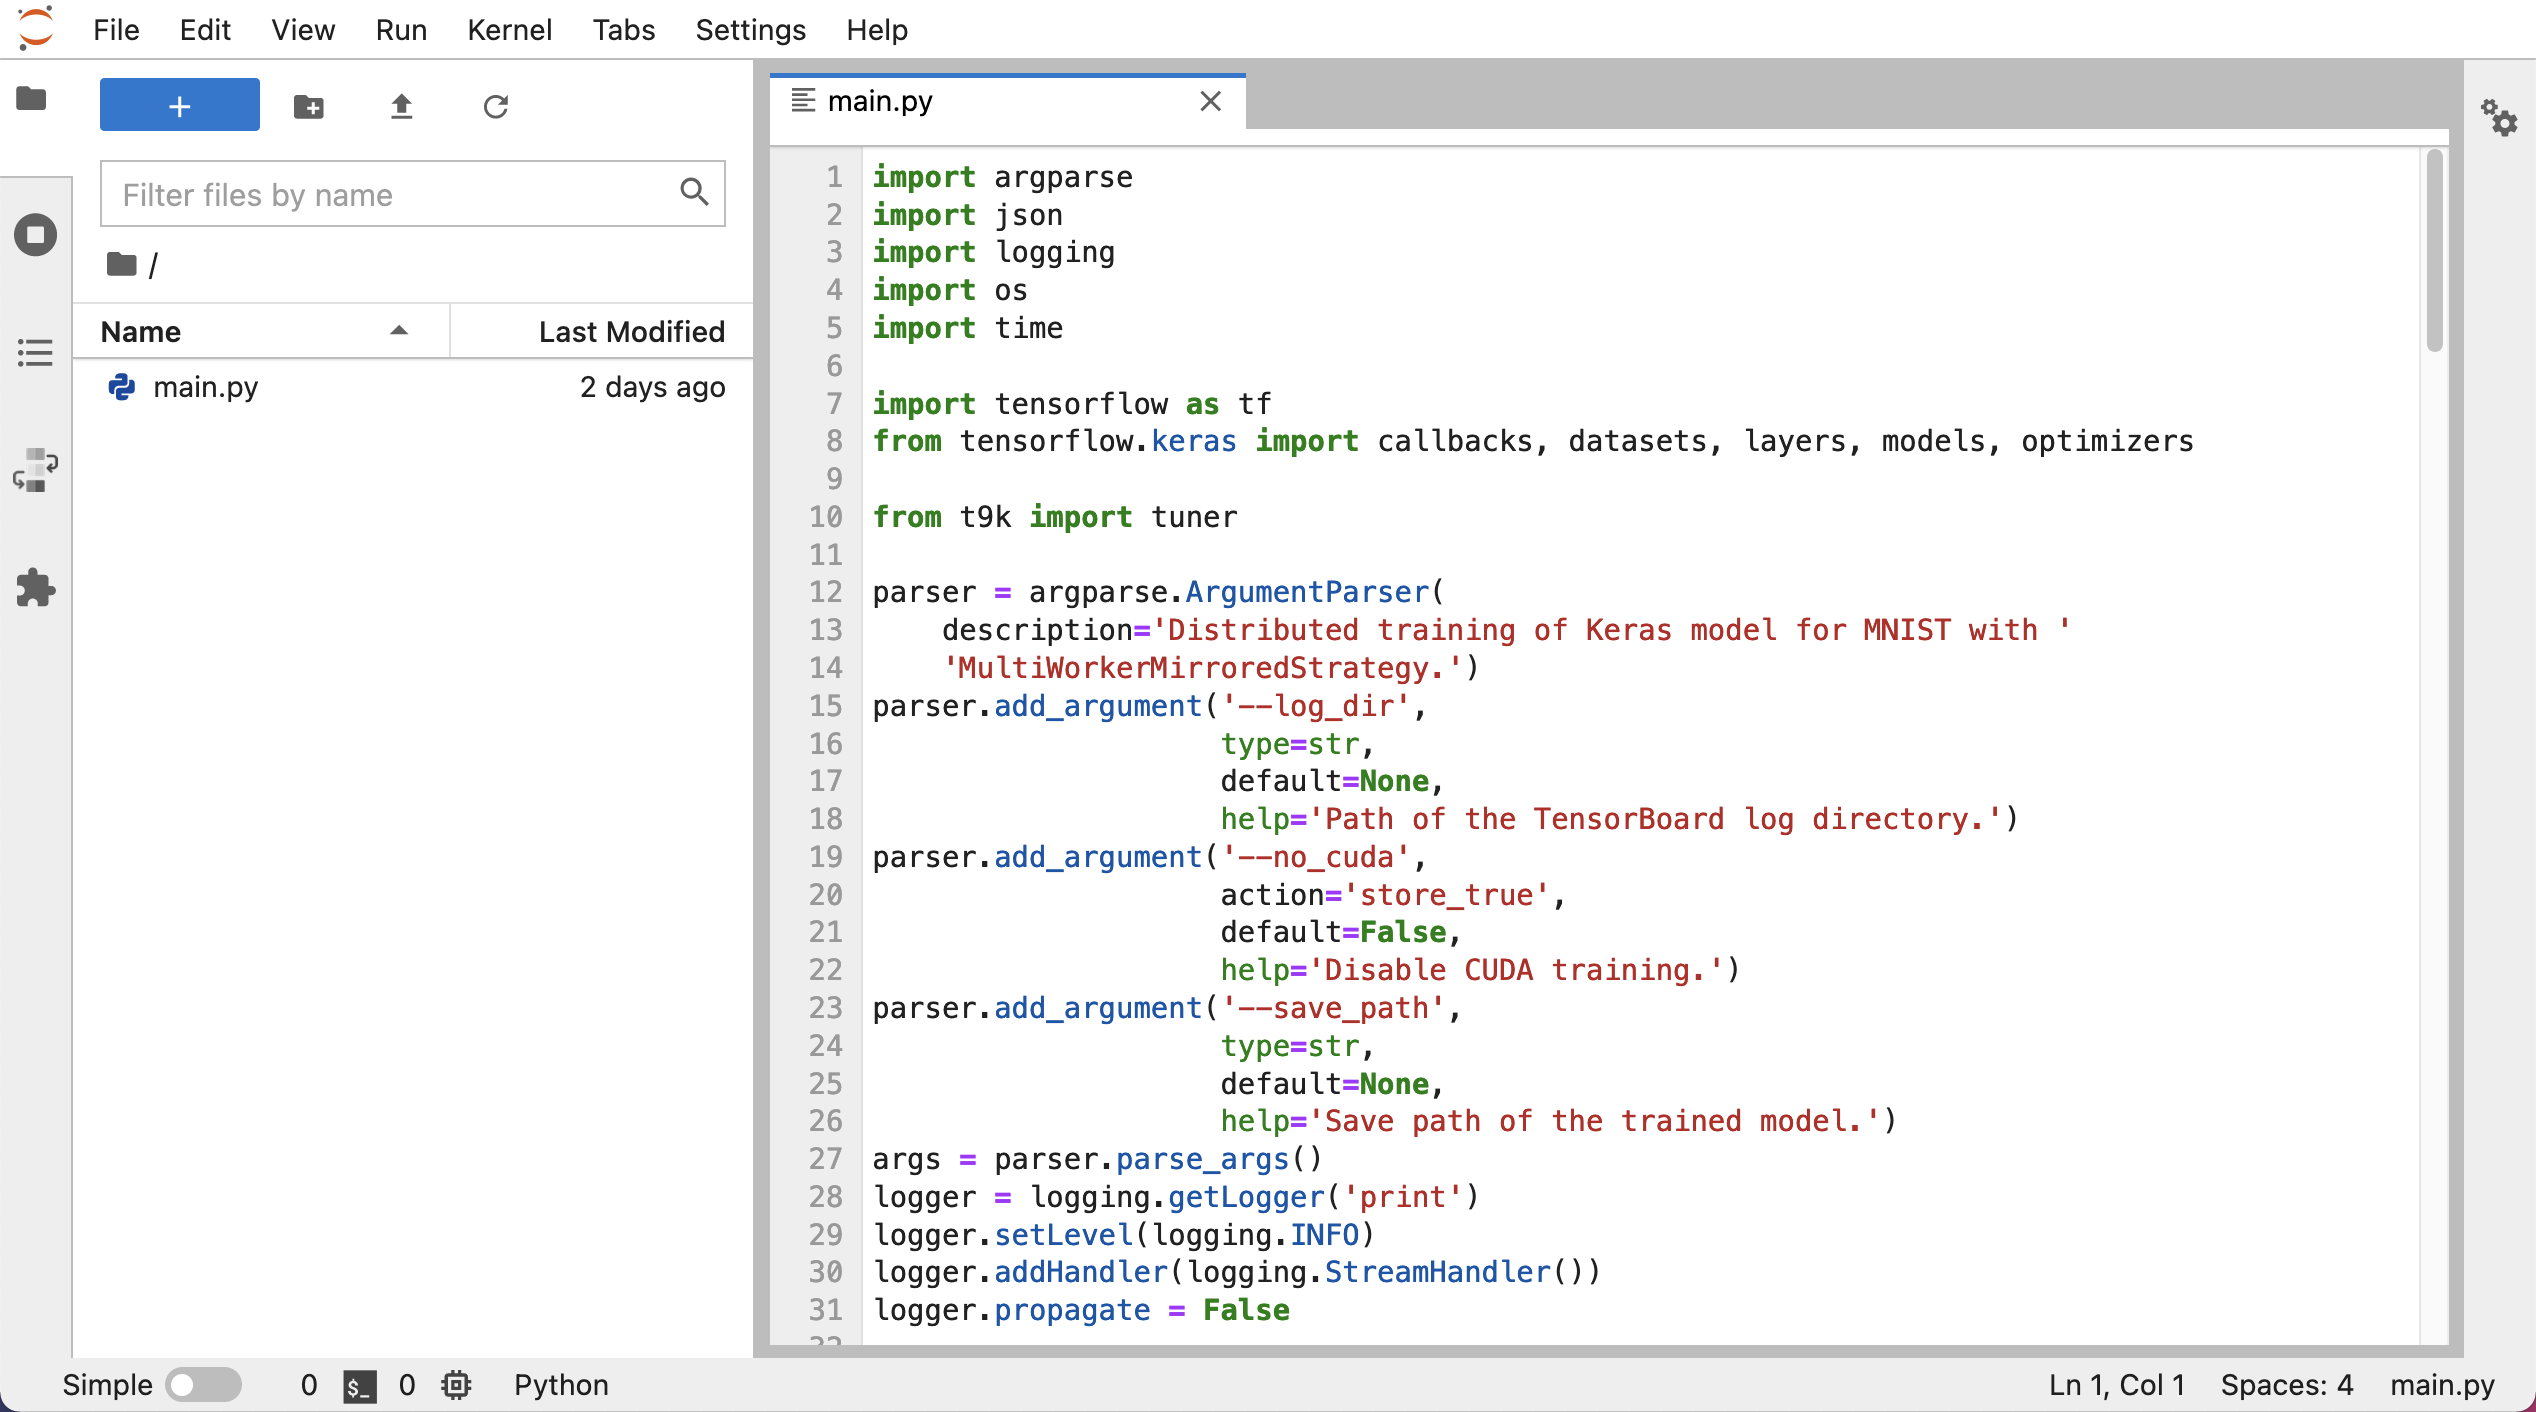 File Edit View Run Kernel Tabs Settings Help
Filter files by name
/
Name Last Modified
main.py 2 days ago
main.py
1 import argparse
2 import json
3 import logging
4 import os
5 import time
6
7 import tensorflow as tf
8 from tensorflow.keras import callbacks, datasets, layers, models, optimizers
9
10 from t9k import tuner
11
12 parser = argparse.ArgumentParser(
13     description='Distributed training of Keras model for MNIST with '
14     'MultiWorkerMirroredStrategy.')
15 parser.add_argument('--log_dir',
16                     type=str,
17                     default=None,
18                     help='Path of the TensorBoard log directory.')
19 parser.add_argument('--no_cuda',
20                     action='store_true',
21                     default=False,
22                     help='Disable CUDA training.')
23 parser.add_argument('--save_path',
24                     type=str,
25                     default=None,
26                     help='Save path of the trained model.')
27 args = parser.parse_args()
28 logger = logging.getLogger('print')
29 logger.setLevel(logging.INFO)
30 logger.addHandler(logging.StreamHandler())
31 logger.propagate = False
Simple 0 $_ 0 Python Ln 1, Col 1 Spaces: 4 main.py